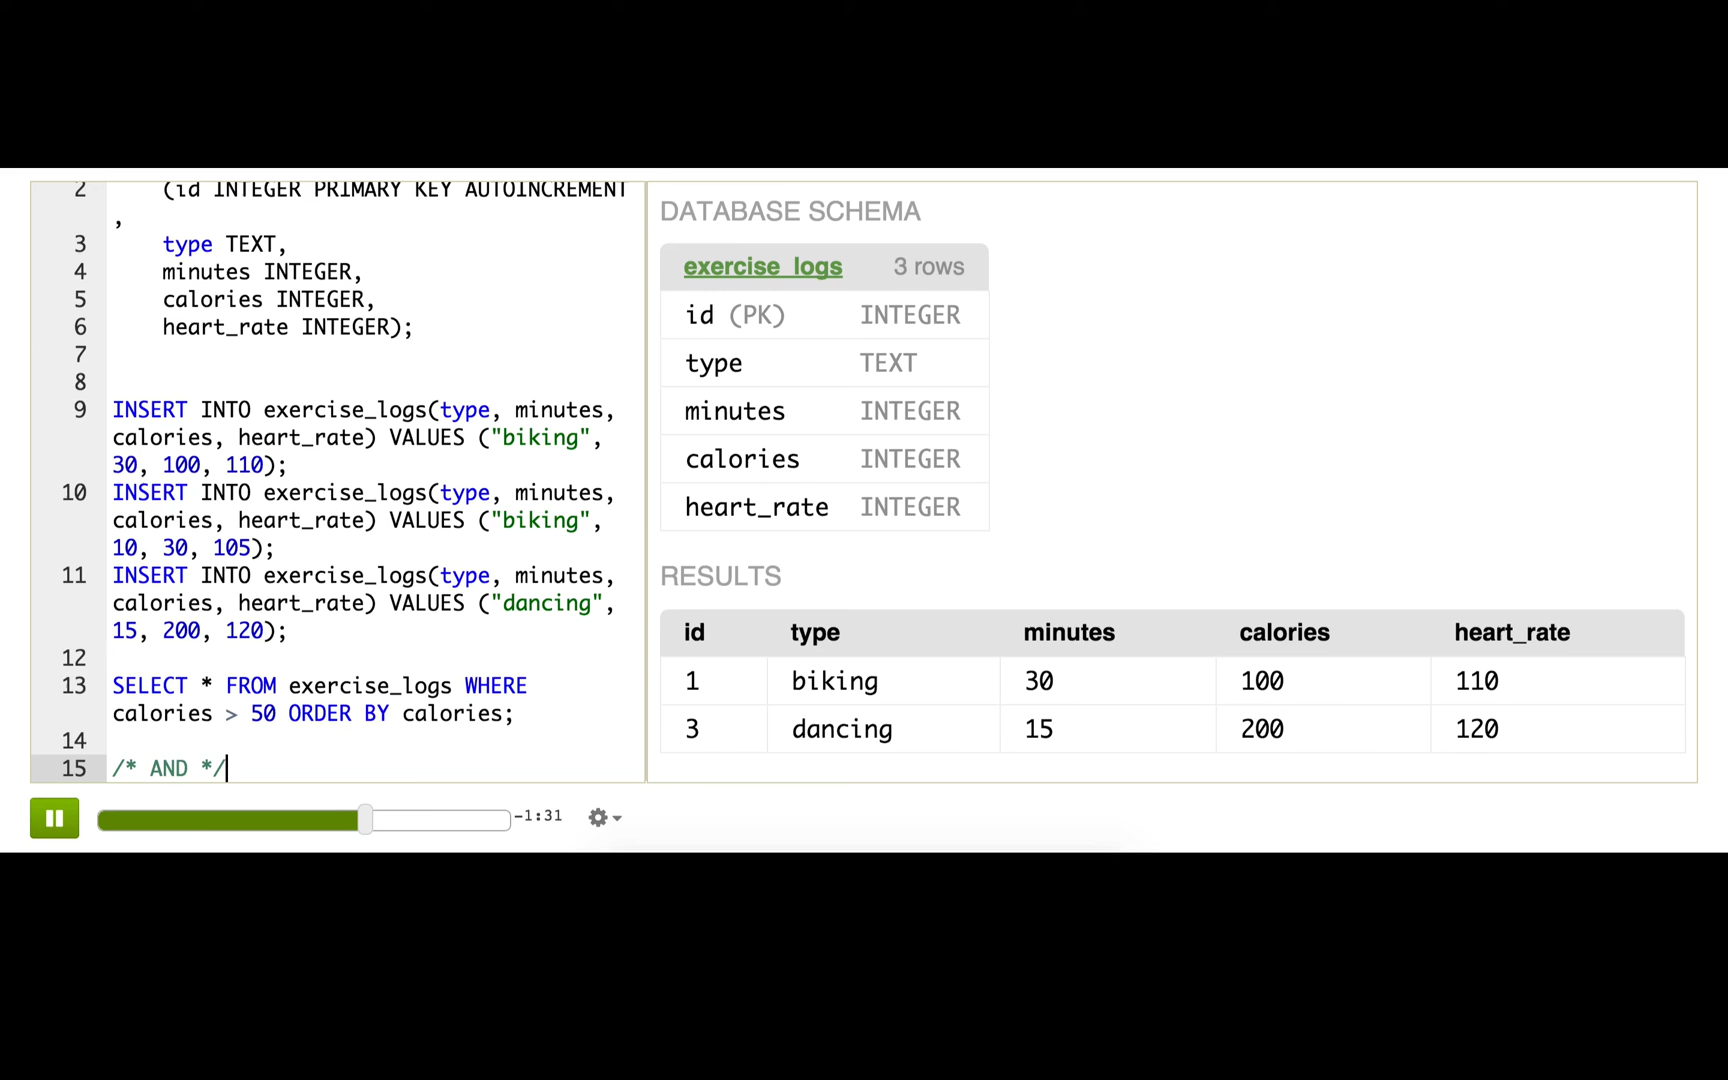 2 (id INTEGER PRIMARY KEY AUTOINCREMENT
,
3 type TEXT,
4 minutes INTEGER,
5 calories INTEGER,
6 heart_rate INTEGER);
7
8
9 INSERT INTO exercise_logs(type, minutes,
calories, heart_rate) VALUES ("biking",
30, 100, 110);
10 INSERT INTO exercise_logs(type, minutes,
calories, heart_rate) VALUES ("biking",
10, 30, 105);
11 INSERT INTO exercise_logs(type, minutes,
calories, heart_rate) VALUES ("dancing",
15, 200, 120);
12
13 SELECT * FROM exercise_logs WHERE
calories > 50 ORDER BY calories;
14
15 /* AND */
DATABASE SCHEMA
exercise_logs 3 rows
id (PK) INTEGER
type TEXT
minutes INTEGER
calories INTEGER
heart_rate INTEGER
RESULTS
id type minutes calories heart_rate
1 biking 30 100 110
3 dancing 15 200 120
-1:31